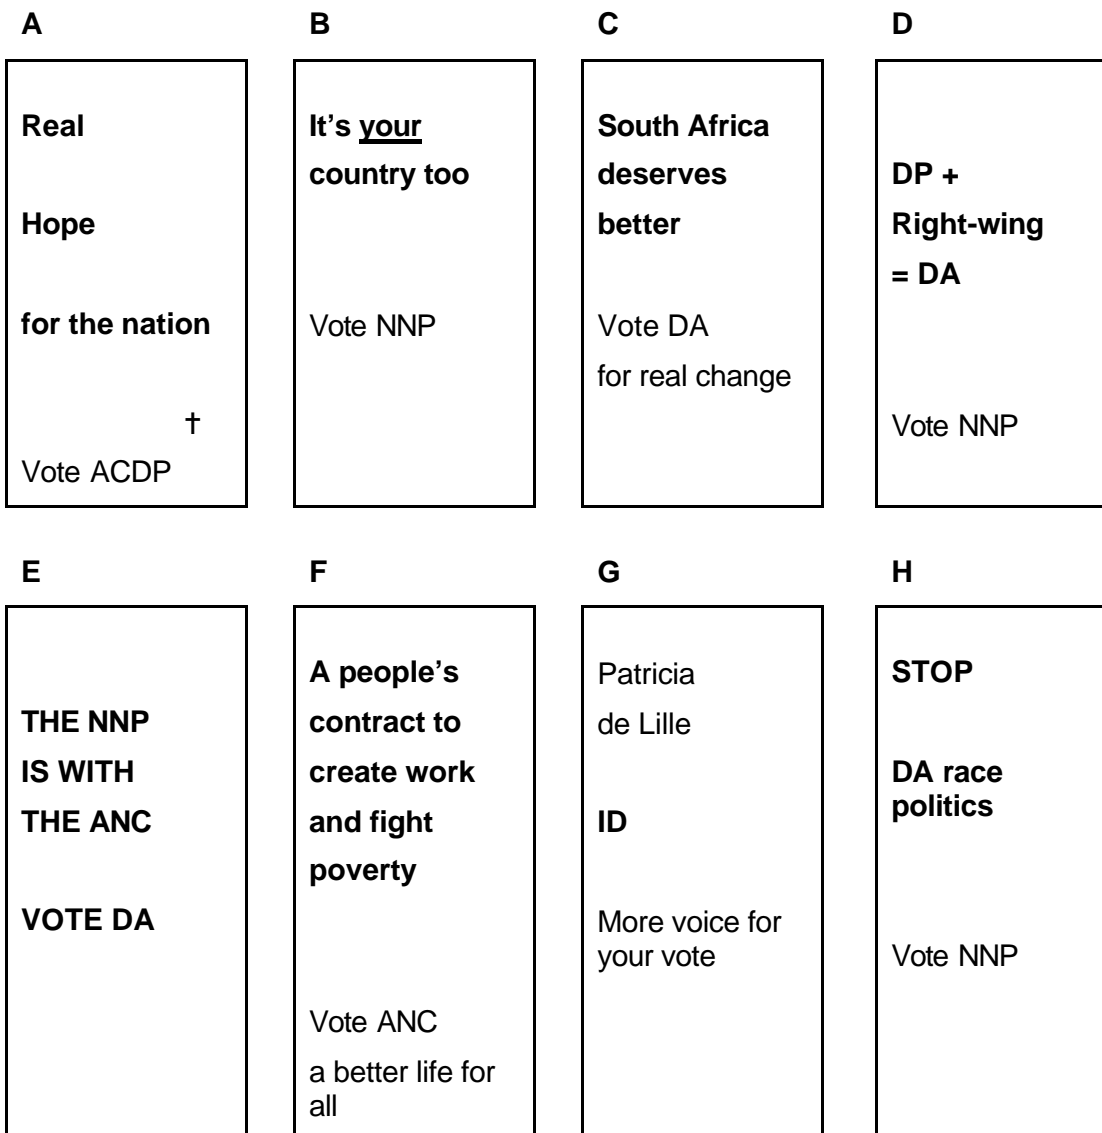 A
B
C
D
Real
Hope
for the nation
†
Vote ACDP
It's your
country too
Vote NNP
South Africa
deserves
better
Vote DA
for real change
DP +
Right-wing
= DA
Vote NNP
E
F
G
H
THE NNP
IS WITH
THE ANC
VOTE DA
A people's
contract to
create work
and fight
poverty
Vote ANC
a better life for
all
Patricia
de Lille
ID
More voice for
your vote
STOP
DA race
politics
Vote NNP